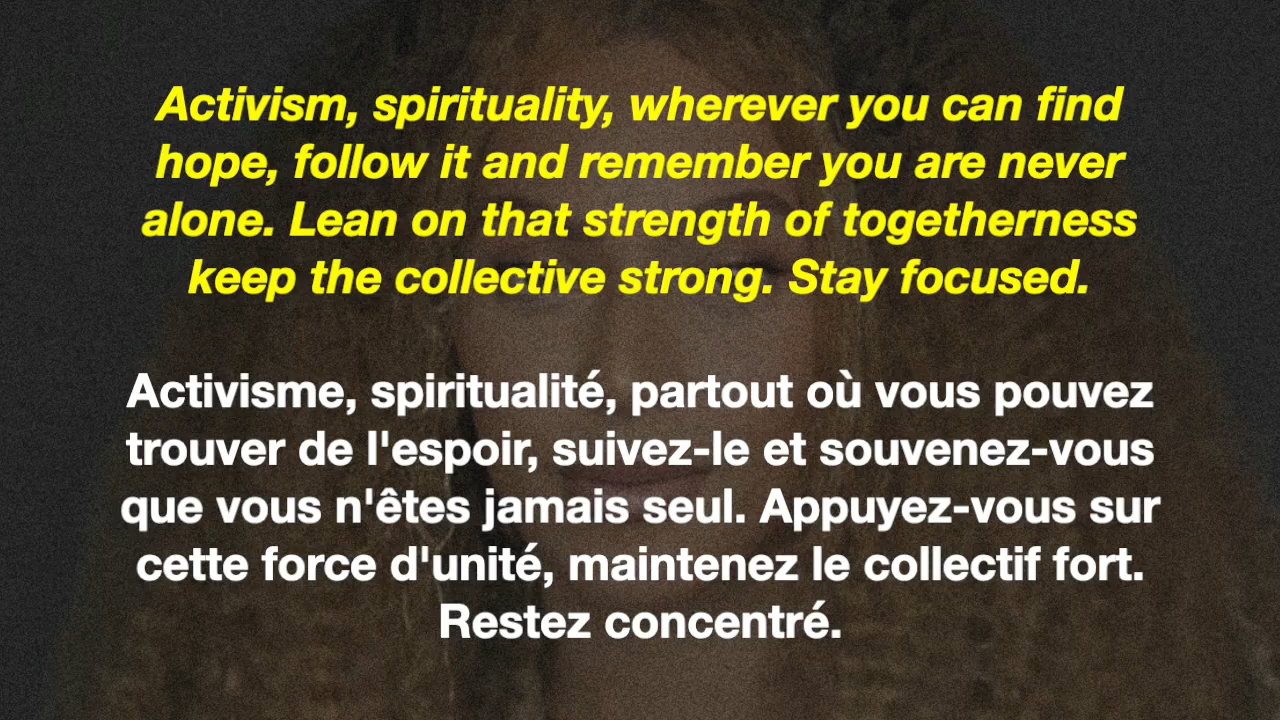 Activism, spirituality, wherever you can find
hope, follow it and remember you are never
alone. Lean on that strength of togetherness
keep the collective strong. Stay focused.
Activisme, spiritualité, partout où vous pouvez
trouver de l'espoir, suivez-le et souvenez-vous
que vous n'êtes jamais seul. Appuyez-vous sur
cette force d'unité, maintenez le collectif fort.
Restez concentré.